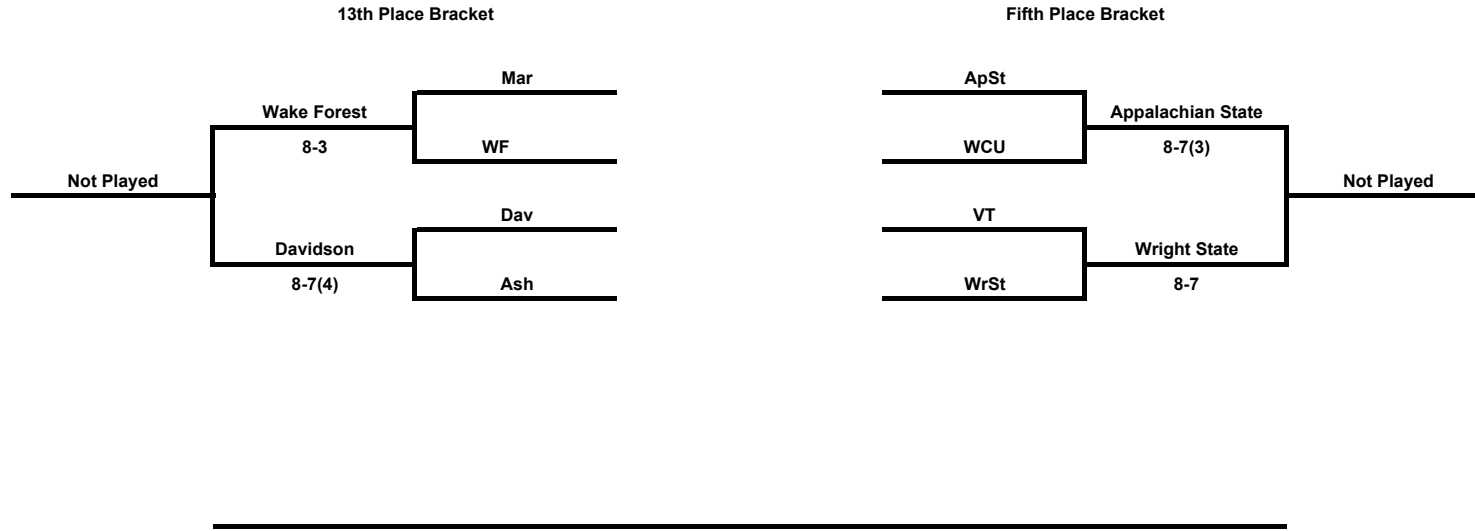 13th Place Bracket
Mar
Wake Forest
8-3
WF
Not Played
Dav
Davidson
8-7(4)
Ash
Fifth Place Bracket
ApSt
Appalachian State
WCU
8-7(3)
Not Played
VT
Wright State
WrSt
8-7